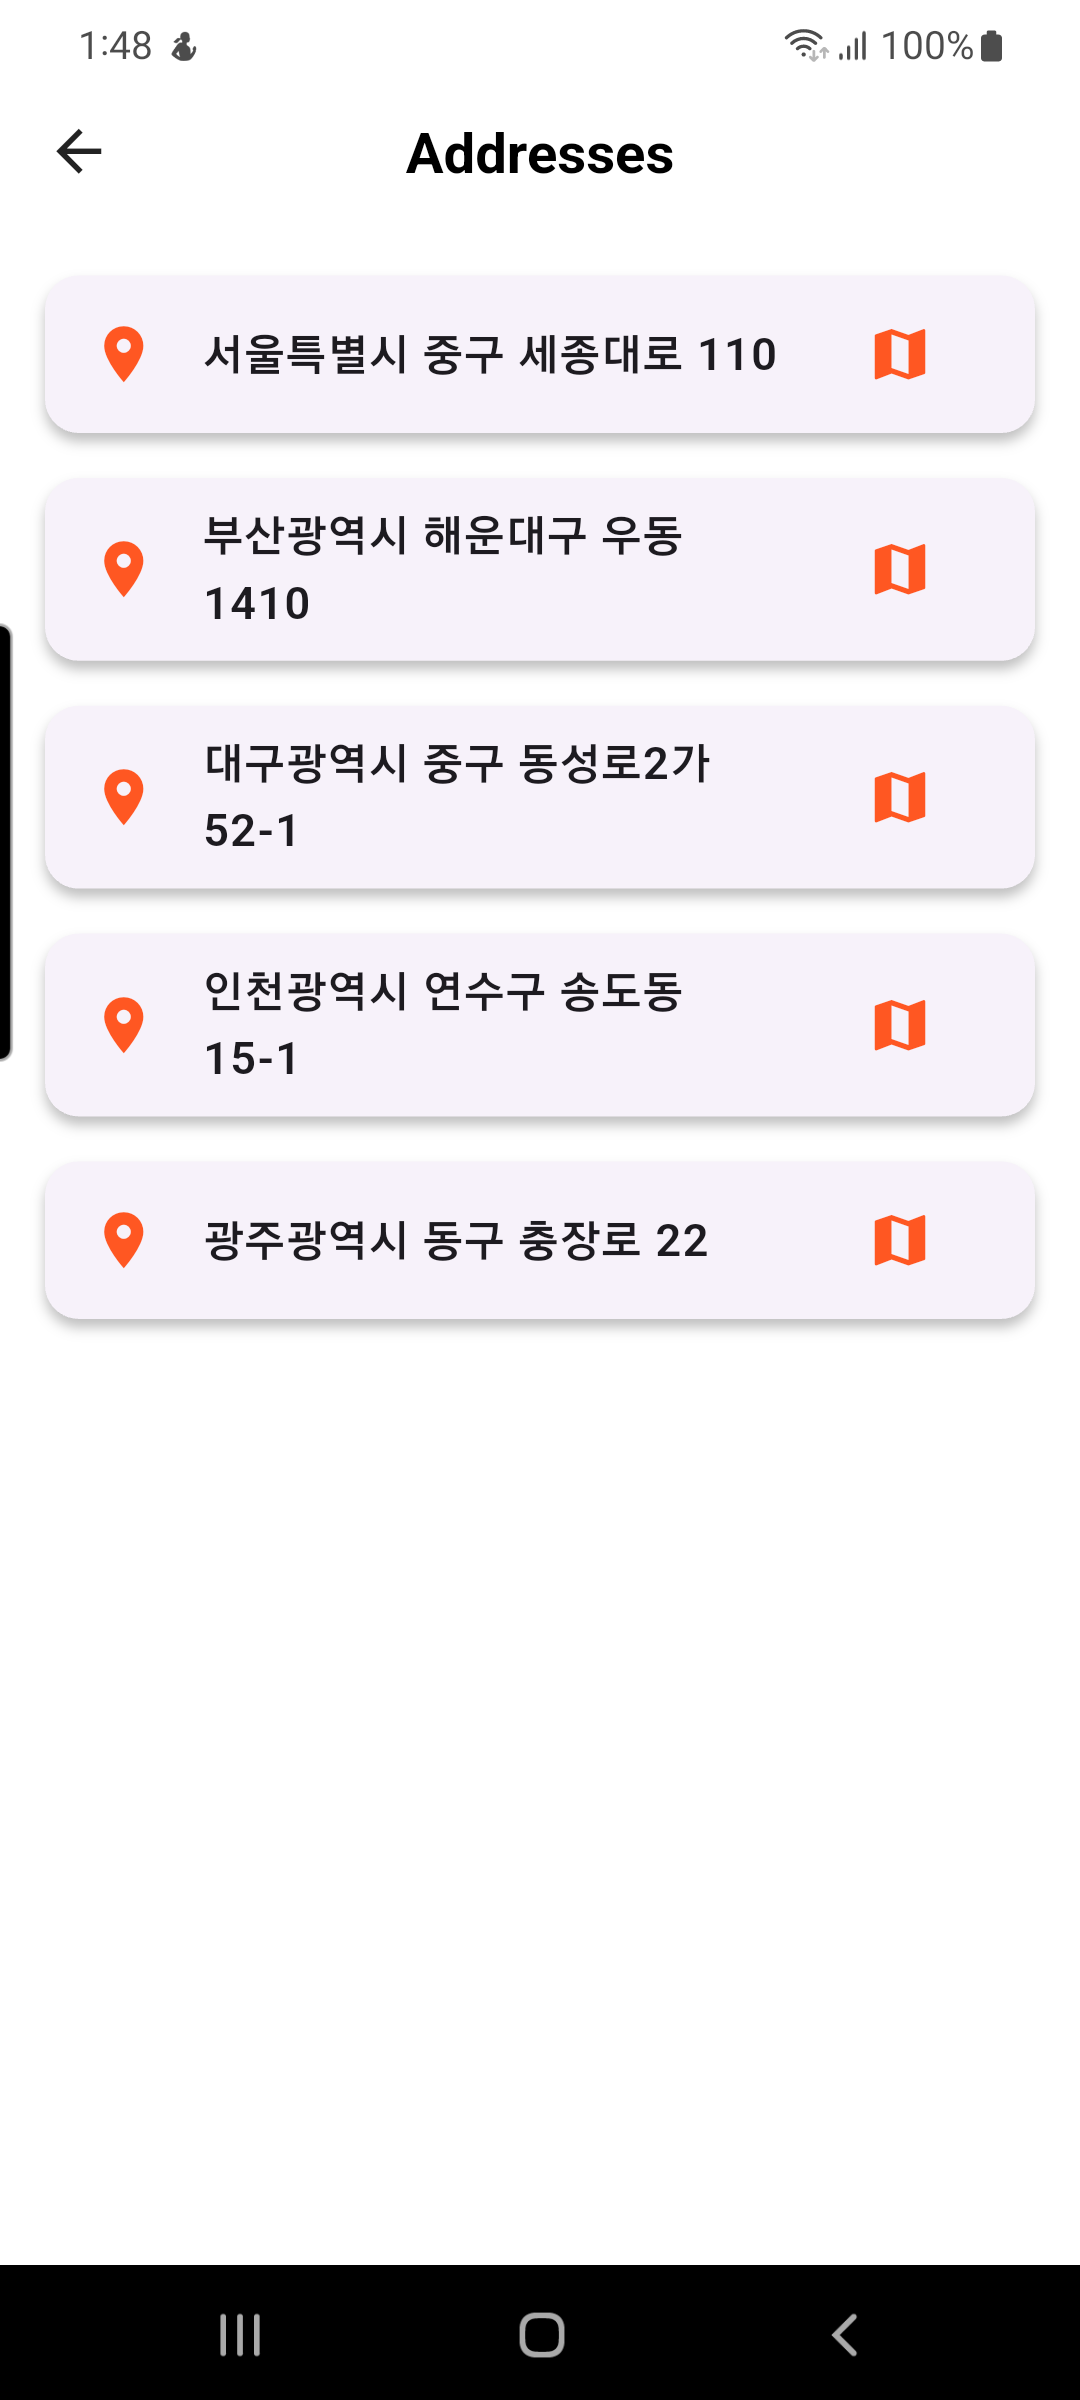 1:48
100%
Addresses
서울특별시 중구 세종대로 110
부산광역시 해운대구 우동
1410
대구광역시 중구 동성로2가
52-1
인천광역시 연수구 송도동
15-1
광주광역시 동구 충장로 22